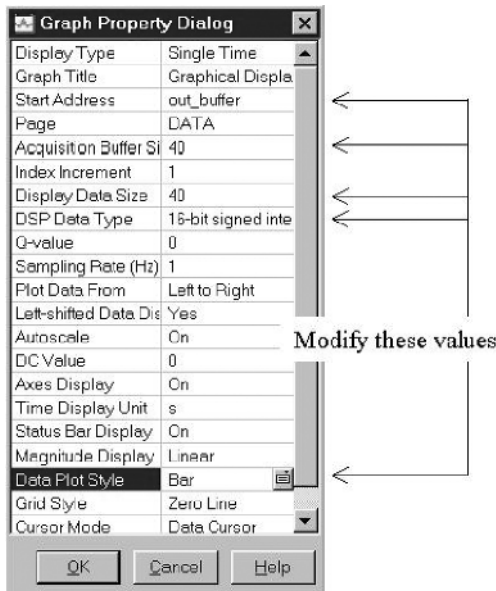 Graph Property Dialog
Display Type Single Time
Graph Title Graphical Displa
Start Address out_buffer
Page DATA
Acquisition Buffer Si 40
Index Increment 1
Display Data Size 40
DSP Data Type 16-bit signed inte
Q-value 0
Sampling Rate (Hz) 1
Plot Data From Left to Right
Left-shifted Data Dis Yes
Autoscale On
DC Value 0
Axes Display On
Time Display Unit s
Status Bar Display On
Magnitude Display Linear
Data Plot Style Bar
Grid Style Zero Line
Cursor Mode Data Cursor
OK Cancel Help
Modify these values